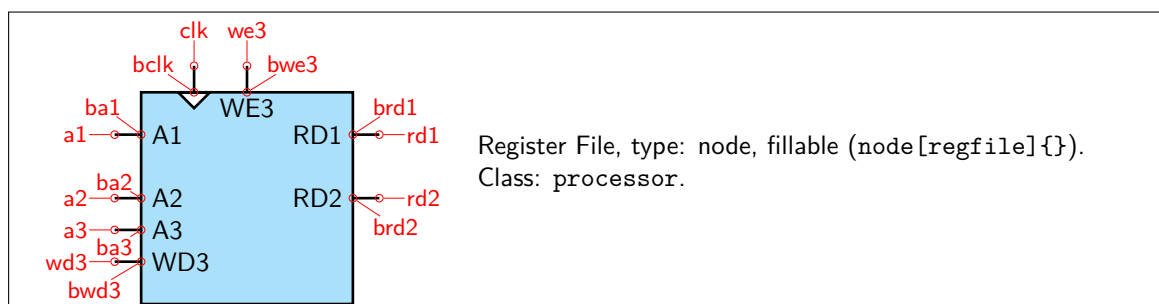 clk we3
bclk bwe3
ba1 WE3 brd1
a1 A1 RD1 rd1
Register File, type: node, fillable (node[regfile]{}).
Class: processor.
ba2
a2 A2 RD2 rd2
a3 A3 brd2
ba3
wd3 WD3
bwd3